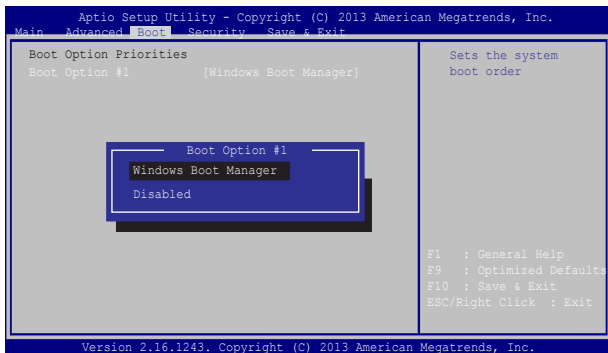 Aptio Setup Utility - Copyright (C) 2013 American Megatrends, Inc.
Main Advanced Boot Security Save & Exit
Boot Option Priorities
Boot Option #1 [Windows Boot Manager]
Sets the system
boot order
Boot Option #1
Windows Boot Manager
Disabled
F1 : General Help
F9 : Optimized Defaults
F10 : Save & Exit
ESC/Right Click : Exit
Version 2.16.1243. Copyright (C) 2013 American Megatrends, Inc.